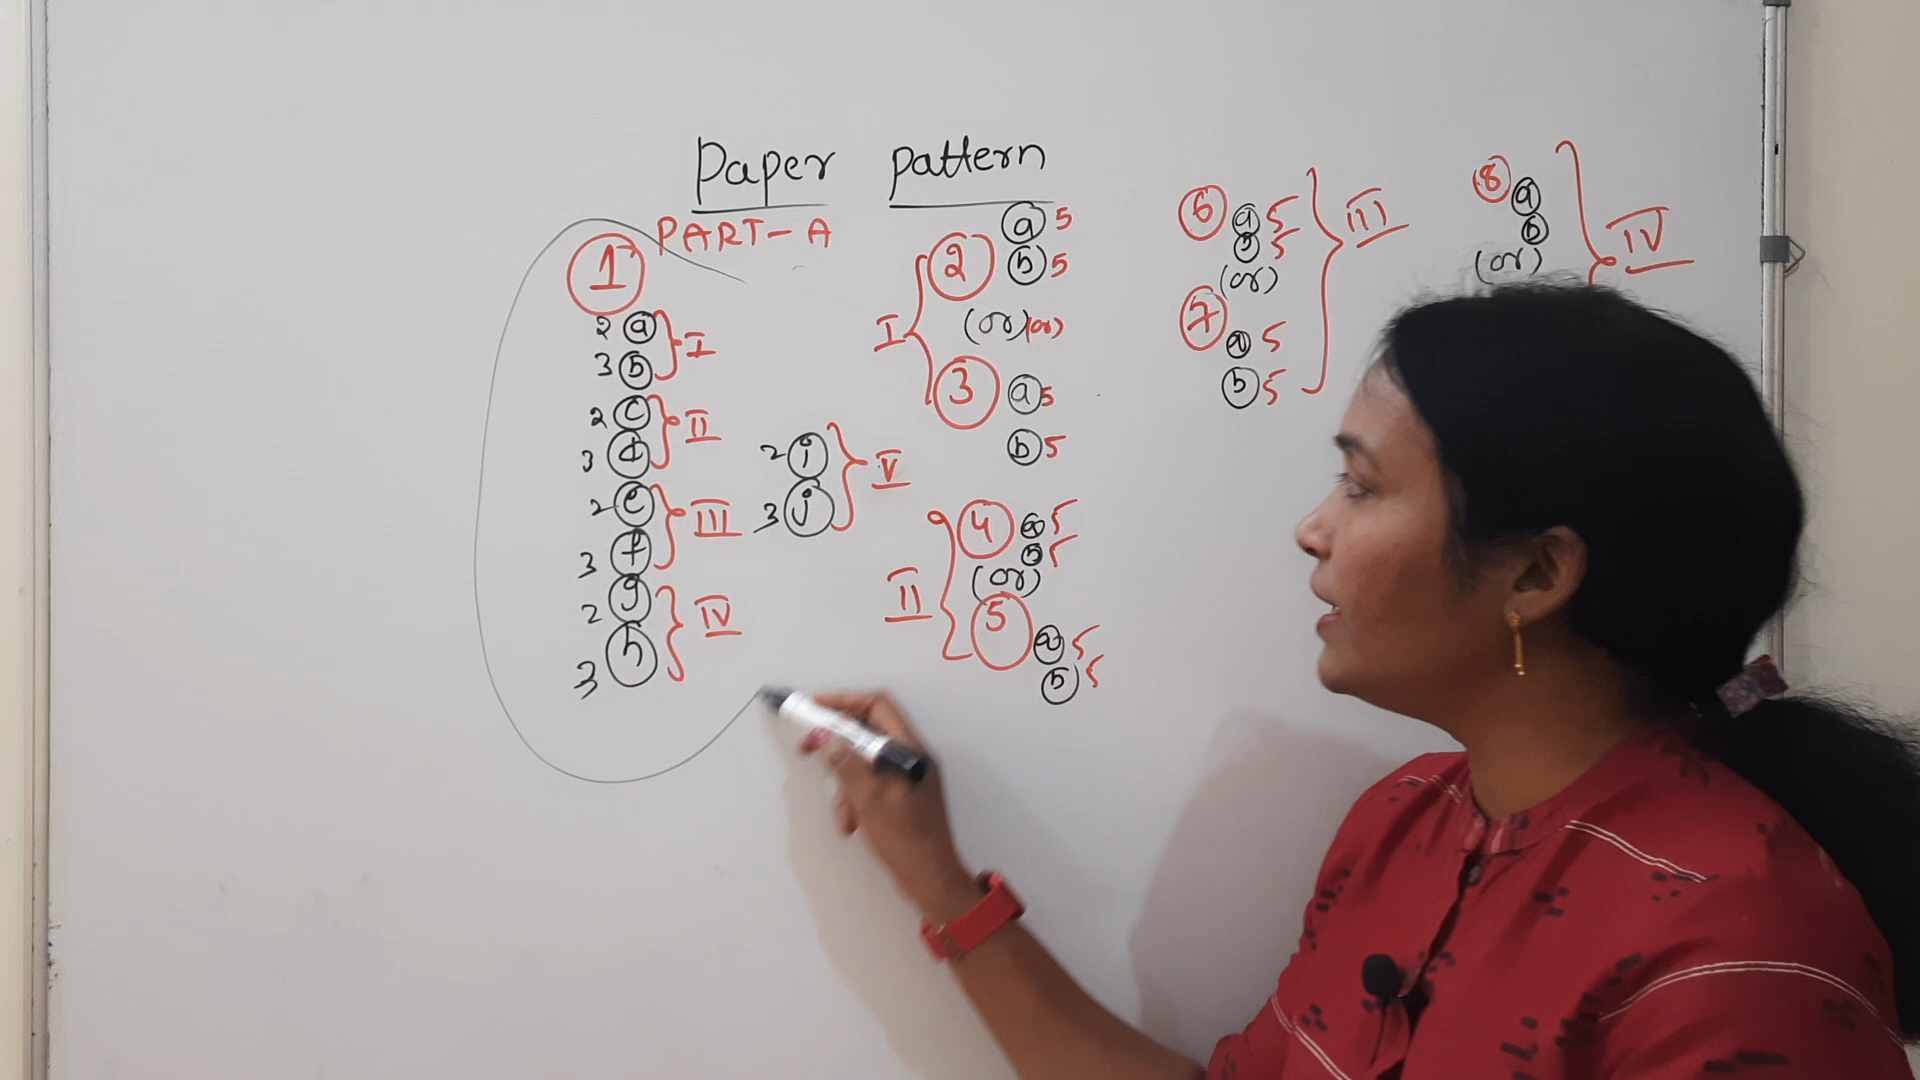 Paper pattern
PART-A
1
2 a
3 b
I
2 c
3 d
II
2 e
3 f
III
2 g
3 h
IV
2 i
3 j
V
I
2 a 5
b 5
(or) (or)
3 a 5
b 5
II
4 a 5
b 5
(or)
5 a 5
b 5
6 a 5
b 5
(or)
7 a 5
b 5
III
8 a
b
(or)
IV